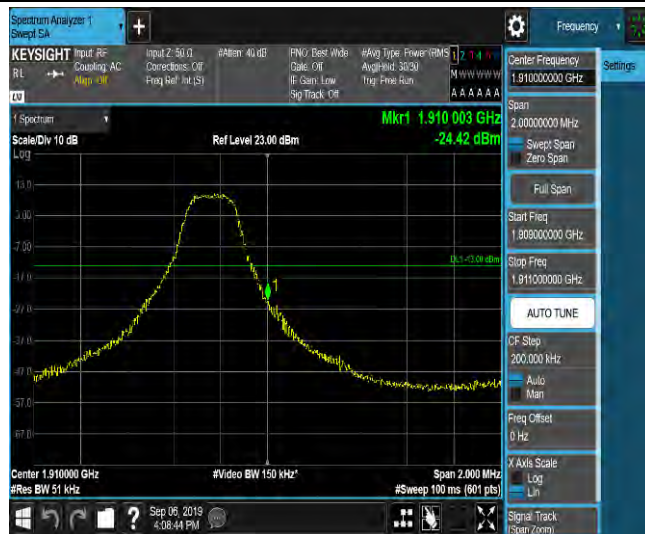 Spectrum Analyzer 1
Swept SA
Frequency
KEYSIGHT
RL
Input: RF
Coupling: AC
Align: Off
Input Z: 50 Ω
Corrections: Off
Freq Ref: Int (S)
#Atten: 40 dB
PNO: Best Wide
Gate: Off
IF Gain: Low
Sig Track: Off
#Avg Type: Power (RMS
Avg|Hold: 30/30
Trig: Free Run
M W W W W W
A A A A A A
1 Spectrum
Scale/Div 10 dB
Log
Ref Level 23.00 dBm
Mkr1 1.910 003 GHz
-24.42 dBm
13.0
3.00
-7.00
-17.0
-27.0
-37.0
-47.0
-57.0
-67.0
DL1 -13.00 dBm
1
Center 1.910000 GHz
#Res BW 51 kHz
#Video BW 150 kHz*
Span 2.000 MHz
#Sweep 100 ms (601 pts)
Center Frequency
1.910000000 GHz
Settings
Span
2.00000000 MHz
Swept Span
Zero Span
Full Span
Start Freq
1.909000000 GHz
Stop Freq
1.911000000 GHz
AUTO TUNE
CF Step
200.000 kHz
Auto
Man
Freq Offset
0 Hz
X Axis Scale
Log
Lin
Signal Track
(Span Zoom)
?
Sep 06, 2019
4:08:44 PM